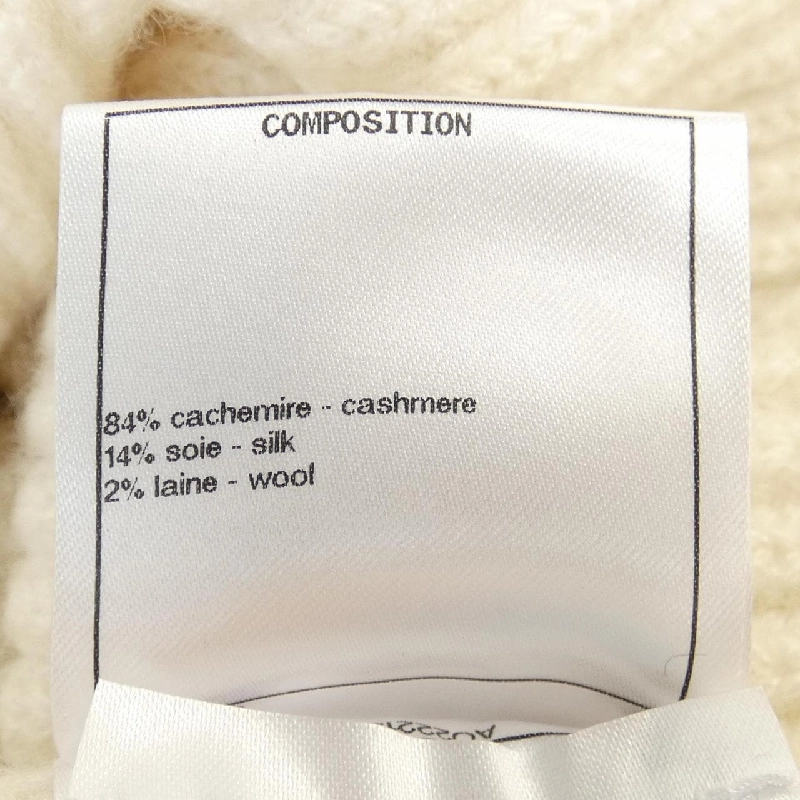 COMPOSITION
84% cachemire - cashmere
14% soie - silk
2% laine - wool